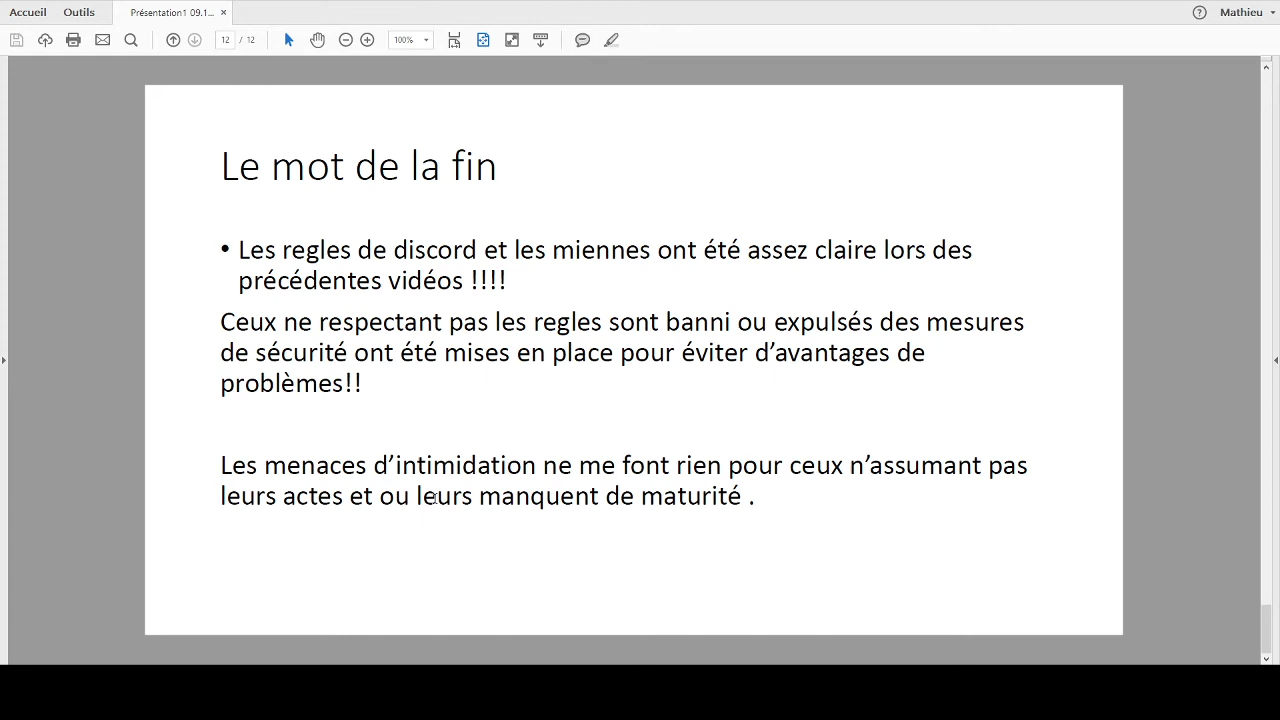 Accueil Outils Présentation1 09.1... × Mathieu
12 / 12 100%
Le mot de la fin
• Les regles de discord et les miennes ont été assez claire lors des
précédentes vidéos !!!!
Ceux ne respectant pas les regles sont banni ou expulsés des mesures
de sécurité ont été mises en place pour éviter d’avantages de
problèmes!!
Les menaces d’intimidation ne me font rien pour ceux n’assumant pas
leurs actes et ou leurs manquent de maturité .